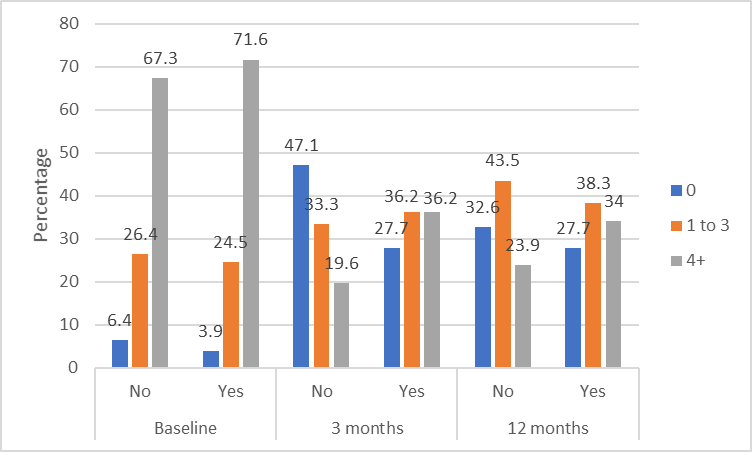 80
70
60
50
40
30
20
10
0
Percentage
6.4
26.4
67.3
3.9
24.5
71.6
47.1
33.3
19.6
27.7
36.2
36.2
32.6
43.5
23.9
27.7
38.3
34
No
Yes
No
Yes
No
Yes
Baseline
3 months
12 months
0
1 to 3
4+